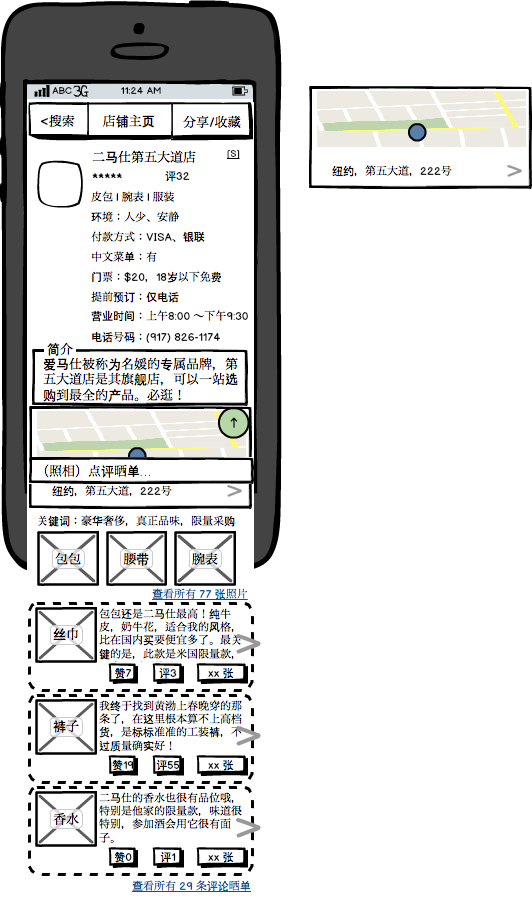 ABC 3G 11:24 AM
<搜索 店铺主页 分享/收藏
二马仕第五大道店 [S]
***** 评32
皮包 | 腕表 | 服装
环境：人少、安静
付款方式：VISA、银联
中文菜单：有
门票：$20，18岁以下免费
提前预订：仅电话
营业时间：上午8:00 ～下午9:30
电话号码：(917) 826-1174
简介
爱马仕被称为名媛的专属品牌，第
五大道店是其旗舰店，可以一站选
购到最全的产品。必逛！
（照相）点评晒单...
纽约，第五大道，222号 >
关键词：豪华奢侈，真正品味，限量采购
包包 腰带 腕表
查看所有 77 张照片
丝巾
包包还是二马仕最高！纯牛
皮，奶牛花，适合我的风格，
比在国内买要便宜多了。最关
键的是，此款是米国限量款，
赞7 评3 xx 张
裤子
我终于找到黄渤上春晚穿的那
条了，在这里根本算不上高档
货，是标标准准的工装裤，不
过质量确实好！
赞19 评55 xx 张
香水
二马仕的香水也很有品位哦，
特别是他家的限量款，味道很
特别，参加酒会用它很有面
子。
赞0 评1 xx 张
查看所有 29 条评论晒单
纽约，第五大道，222号 >